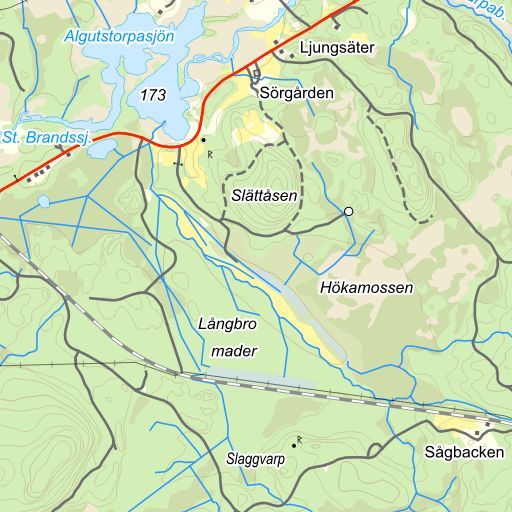 Algutstorpasjön
Ljungsäter
173
Sörgården
St. Brandssj.
Slättåsen
Hökamossen
Långbro
mader
Slaggvarp
Sågbacken